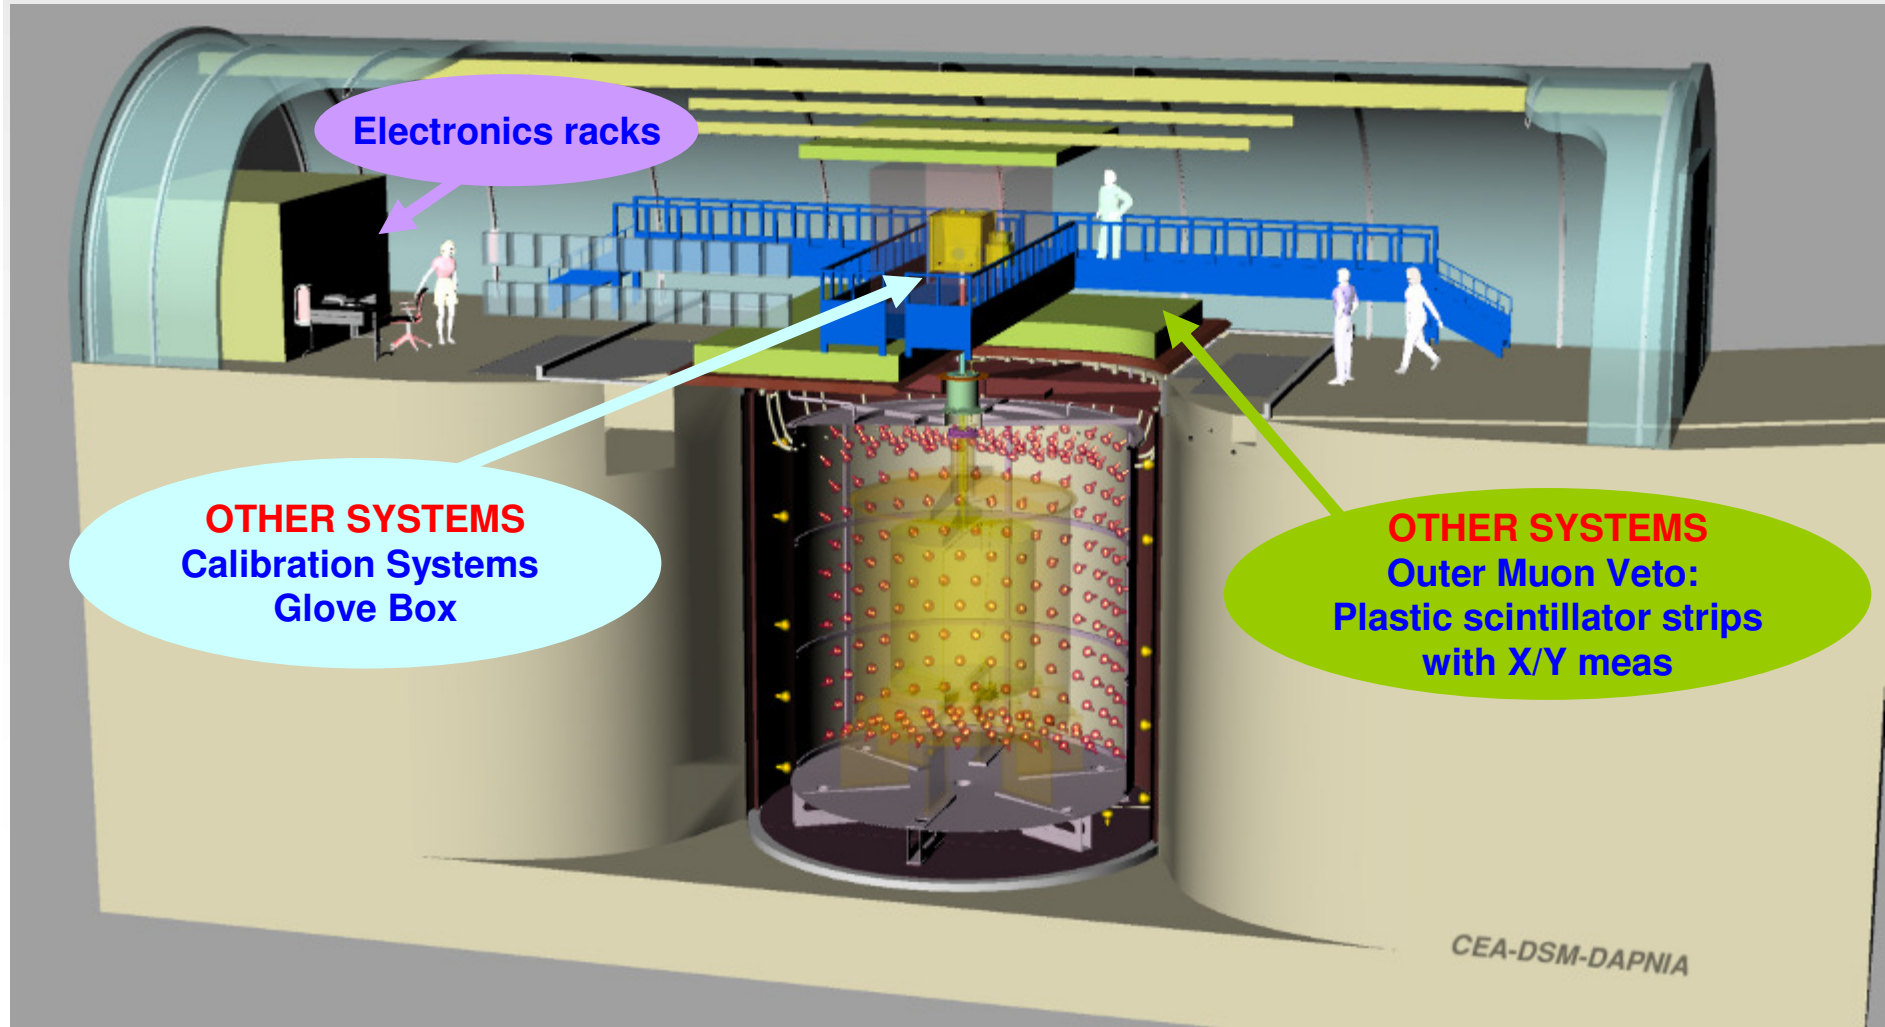 Electronics racks
OTHER SYSTEMS
Calibration Systems
Glove Box
OTHER SYSTEMS
Outer Muon Veto:
Plastic scintillator strips
with X/Y meas
CEA-DSM-DAPNIA